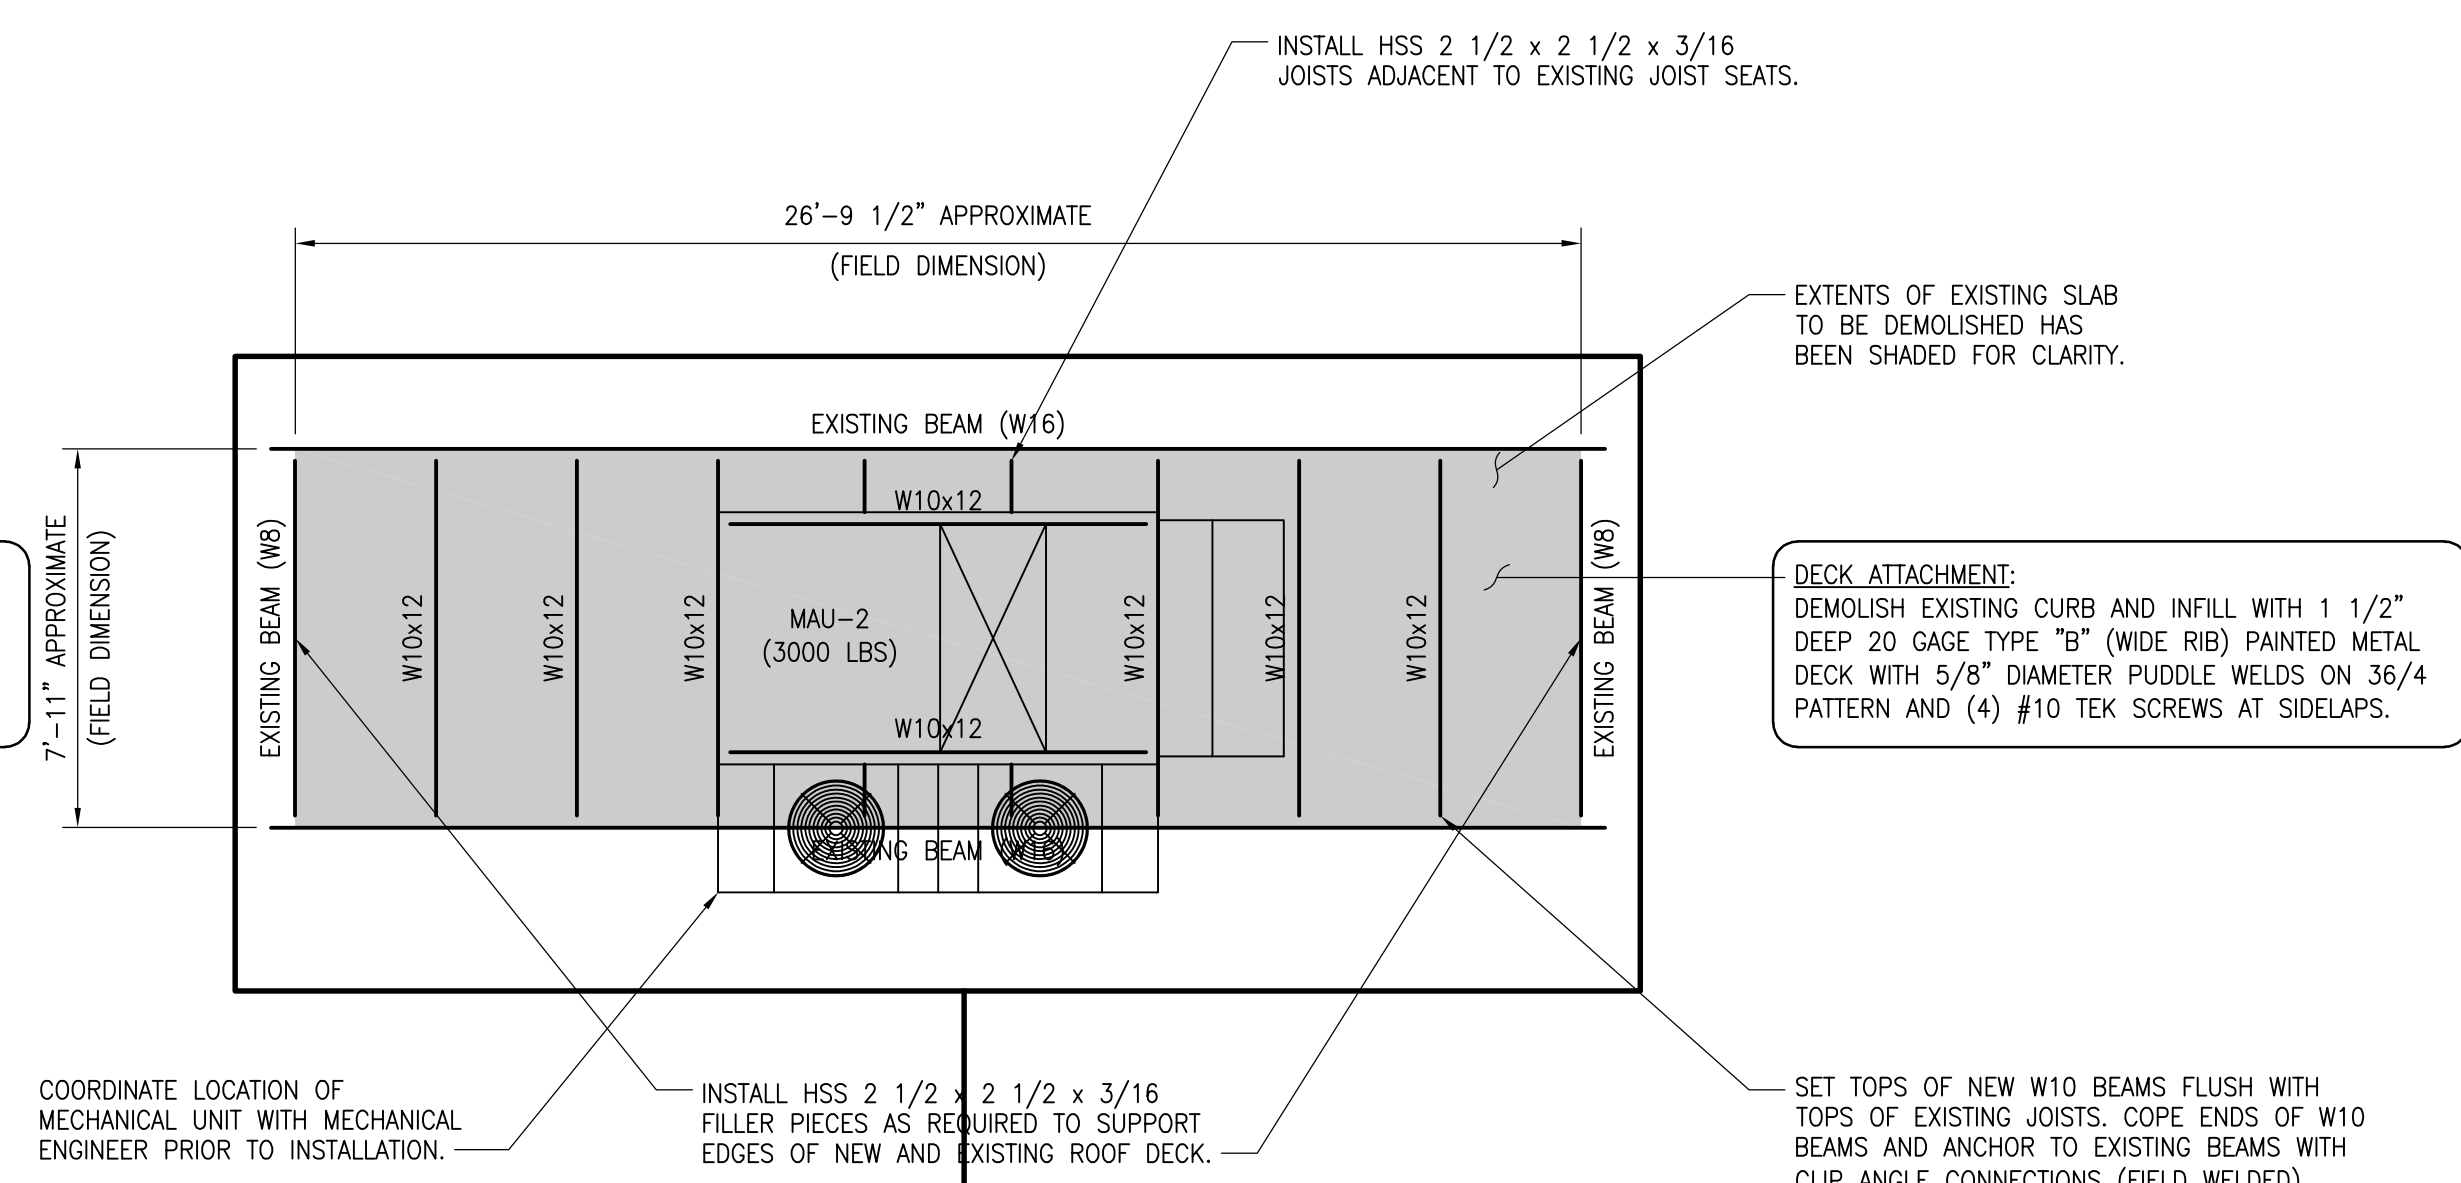 INSTALL HSS 2 1/2 x 2 1/2 x 3/16
JOISTS ADJACENT TO EXISTING JOIST SEATS.
26'-9 1/2" APPROXIMATE
(FIELD DIMENSION)
EXTENTS OF EXISTING SLAB
TO BE DEMOLISHED HAS
BEEN SHADED FOR CLARITY.
EXISTING BEAM (W16)
7'-11" APPROXIMATE
(FIELD DIMENSION)
EXISTING BEAM (W8)
W10x12
W10x12
W10x12
W10x12
MAU-2
(3000 LBS)
W10x12
W10x12
W10x12
W10x12
EXISTING BEAM (W8)
EXISTING BEAM (W16)
DECK ATTACHMENT:
DEMOLISH EXISTING CURB AND INFILL WITH 1 1/2"
DEEP 20 GAGE TYPE "B" (WIDE RIB) PAINTED METAL
DECK WITH 5/8" DIAMETER PUDDLE WELDS ON 36/4
PATTERN AND (4) #10 TEK SCREWS AT SIDELAPS.
COORDINATE LOCATION OF
MECHANICAL UNIT WITH MECHANICAL
ENGINEER PRIOR TO INSTALLATION.
INSTALL HSS 2 1/2 x 2 1/2 x 3/16
FILLER PIECES AS REQUIRED TO SUPPORT
EDGES OF NEW AND EXISTING ROOF DECK.
SET TOPS OF NEW W10 BEAMS FLUSH WITH
TOPS OF EXISTING JOISTS. COPE ENDS OF W10
BEAMS AND ANCHOR TO EXISTING BEAMS WITH
CLIP ANGLE CONNECTIONS (FIELD WELDED)